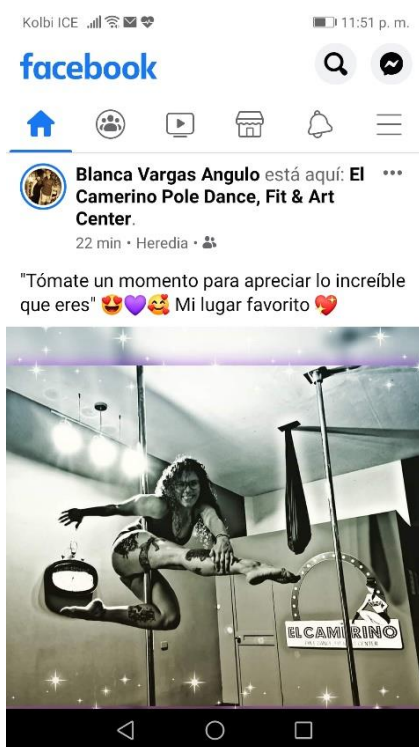 Kolbi ICE 11:51 p. m.
facebook
Blanca Vargas Angulo está aquí: El
Camerino Pole Dance, Fit & Art
Center.
22 min • Heredia •
"Tómate un momento para apreciar lo increíble
que eres" 😍💜🥰 Mi lugar favorito 💖
EL CAMERINO